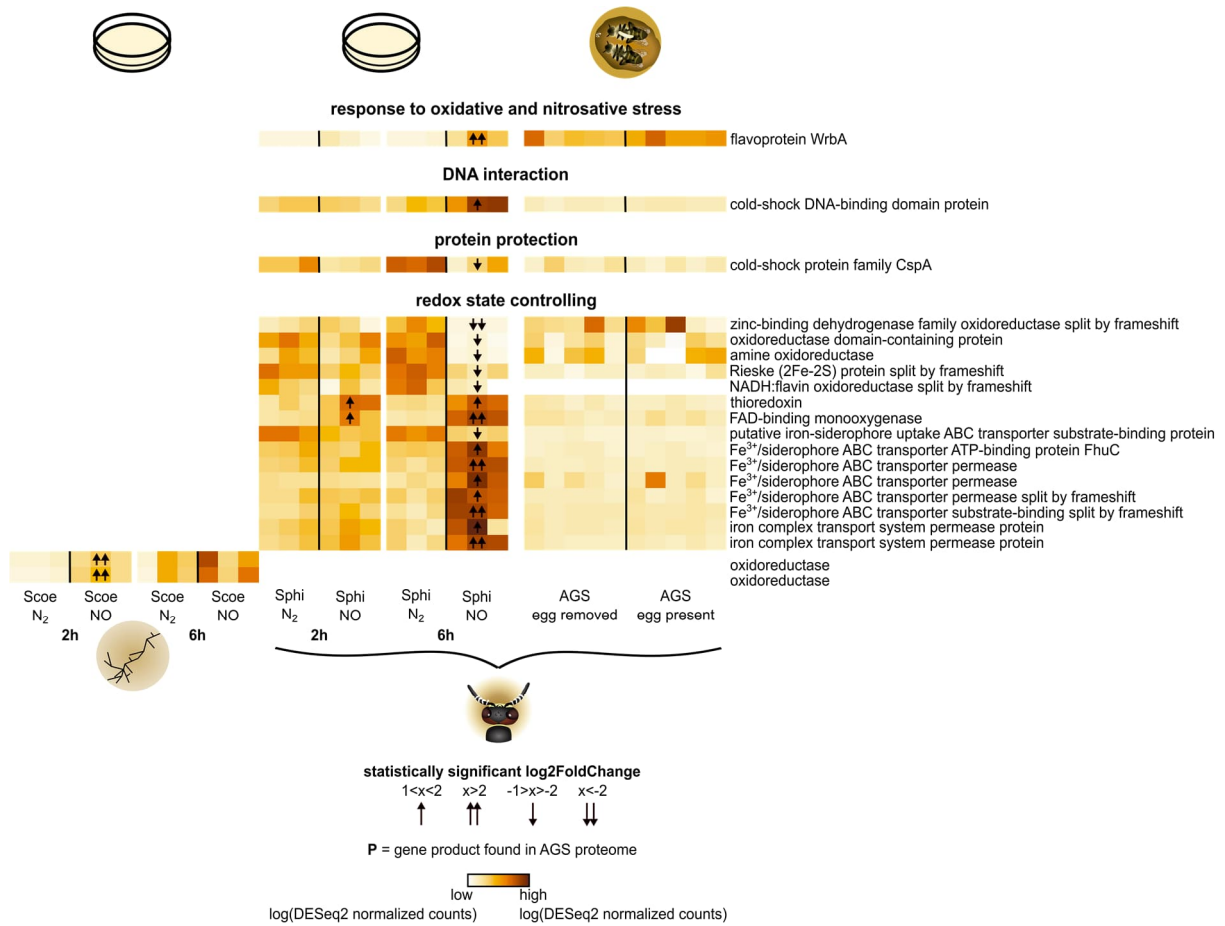 response to oxidative and nitrosative stress
flavoprotein WrbA
DNA interaction
cold-shock DNA-binding domain protein
protein protection
cold-shock protein family CspA
redox state controlling
zinc-binding dehydrogenase family oxidoreductase split by frameshift
oxidoreductase domain-containing protein
amine oxidoreductase
Rieske (2Fe-2S) protein split by frameshift
NADH:flavin oxidoreductase split by frameshift
thioredoxin
FAD-binding monooxygenase
putative iron-siderophore uptake ABC transporter substrate-binding protein
Fe³⁺/siderophore ABC transporter ATP-binding protein FhuC
Fe³⁺/siderophore ABC transporter permease
Fe³⁺/siderophore ABC transporter permease
Fe³⁺/siderophore ABC transporter permease split by frameshift
Fe³⁺/siderophore ABC transporter substrate-binding split by frameshift
iron complex transport system permease protein
iron complex transport system permease protein
oxidoreductase
oxidoreductase
Scoe Scoe Scoe Scoe Sphi Sphi Sphi Sphi AGS AGS
N₂ NO N₂ NO N₂ NO N₂ NO egg removed egg present
2h 6h 2h 6h
statistically significant log2FoldChange
1<x<2 x>2 -1>x>-2 x<-2
↑ ↑↑ ↓ ↓↓
P = gene product found in AGS proteome
low high
log(DESeq2 normalized counts) log(DESeq2 normalized counts)